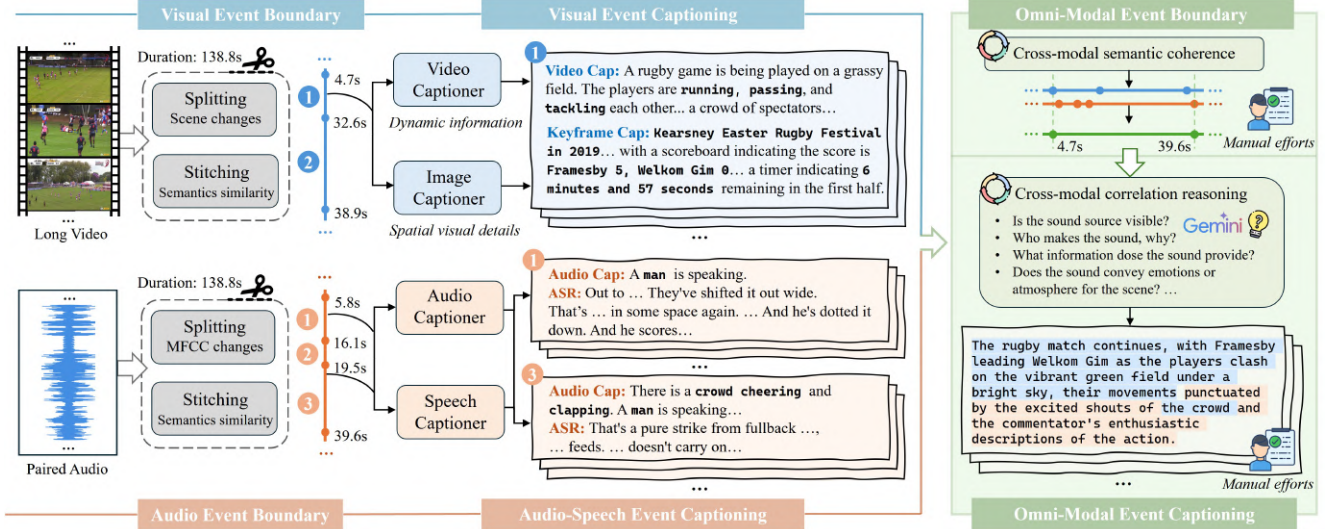 Visual Event Boundary
Visual Event Captioning
Omni-Modal Event Boundary
...
Long Video
Duration: 138.8s
Splitting
Scene changes
Stitching
Semantics similarity
...
4.7s
1
32.6s
2
38.9s
...
Video
Captioner
Dynamic information
Image
Captioner
Spatial visual details
1
Video Cap: A rugby game is being played on a grassy
field. The players are running, passing, and
tackling each other... a crowd of spectators…
Keyframe Cap: Kearsney Easter Rugby Festival
in 2019... with a scoreboard indicating the score is
Framesby 5, Welkom Gim 0... a timer indicating 6
minutes and 57 seconds remaining in the first half.
...
Cross-modal semantic coherence
4.7s
39.6s
Manual efforts
Cross-modal correlation reasoning
• Is the sound source visible?
• Who makes the sound, why?
• What information dose the sound provide?
• Does the sound convey emotions or
atmosphere for the scene? …
Gemini
?
...
...
Paired Audio
Duration: 138.8s
Splitting
MFCC changes
Stitching
Semantics similarity
...
5.8s
1
16.1s
2
19.5s
3
39.6s
...
Audio
Captioner
Speech
Captioner
1
Audio Cap: A man is speaking.
ASR: Out to … They've shifted it out wide.
That’s … in some space again. … And he's dotted it
down. And he scores…
...
3
Audio Cap: There is a crowd cheering and
clapping. A man is speaking…
ASR: That's a pure strike from fullback …,
… feeds. … doesn't carry on…
...
The rugby match continues, with Framesby
leading Welkom Gim as the players clash
on the vibrant green field under a
bright sky, their movements punctuated
by the excited shouts of the crowd and
the commentator's enthusiastic
descriptions of the action.
Manual efforts
...
Audio Event Boundary
Audio-Speech Event Captioning
Omni-Modal Event Captioning